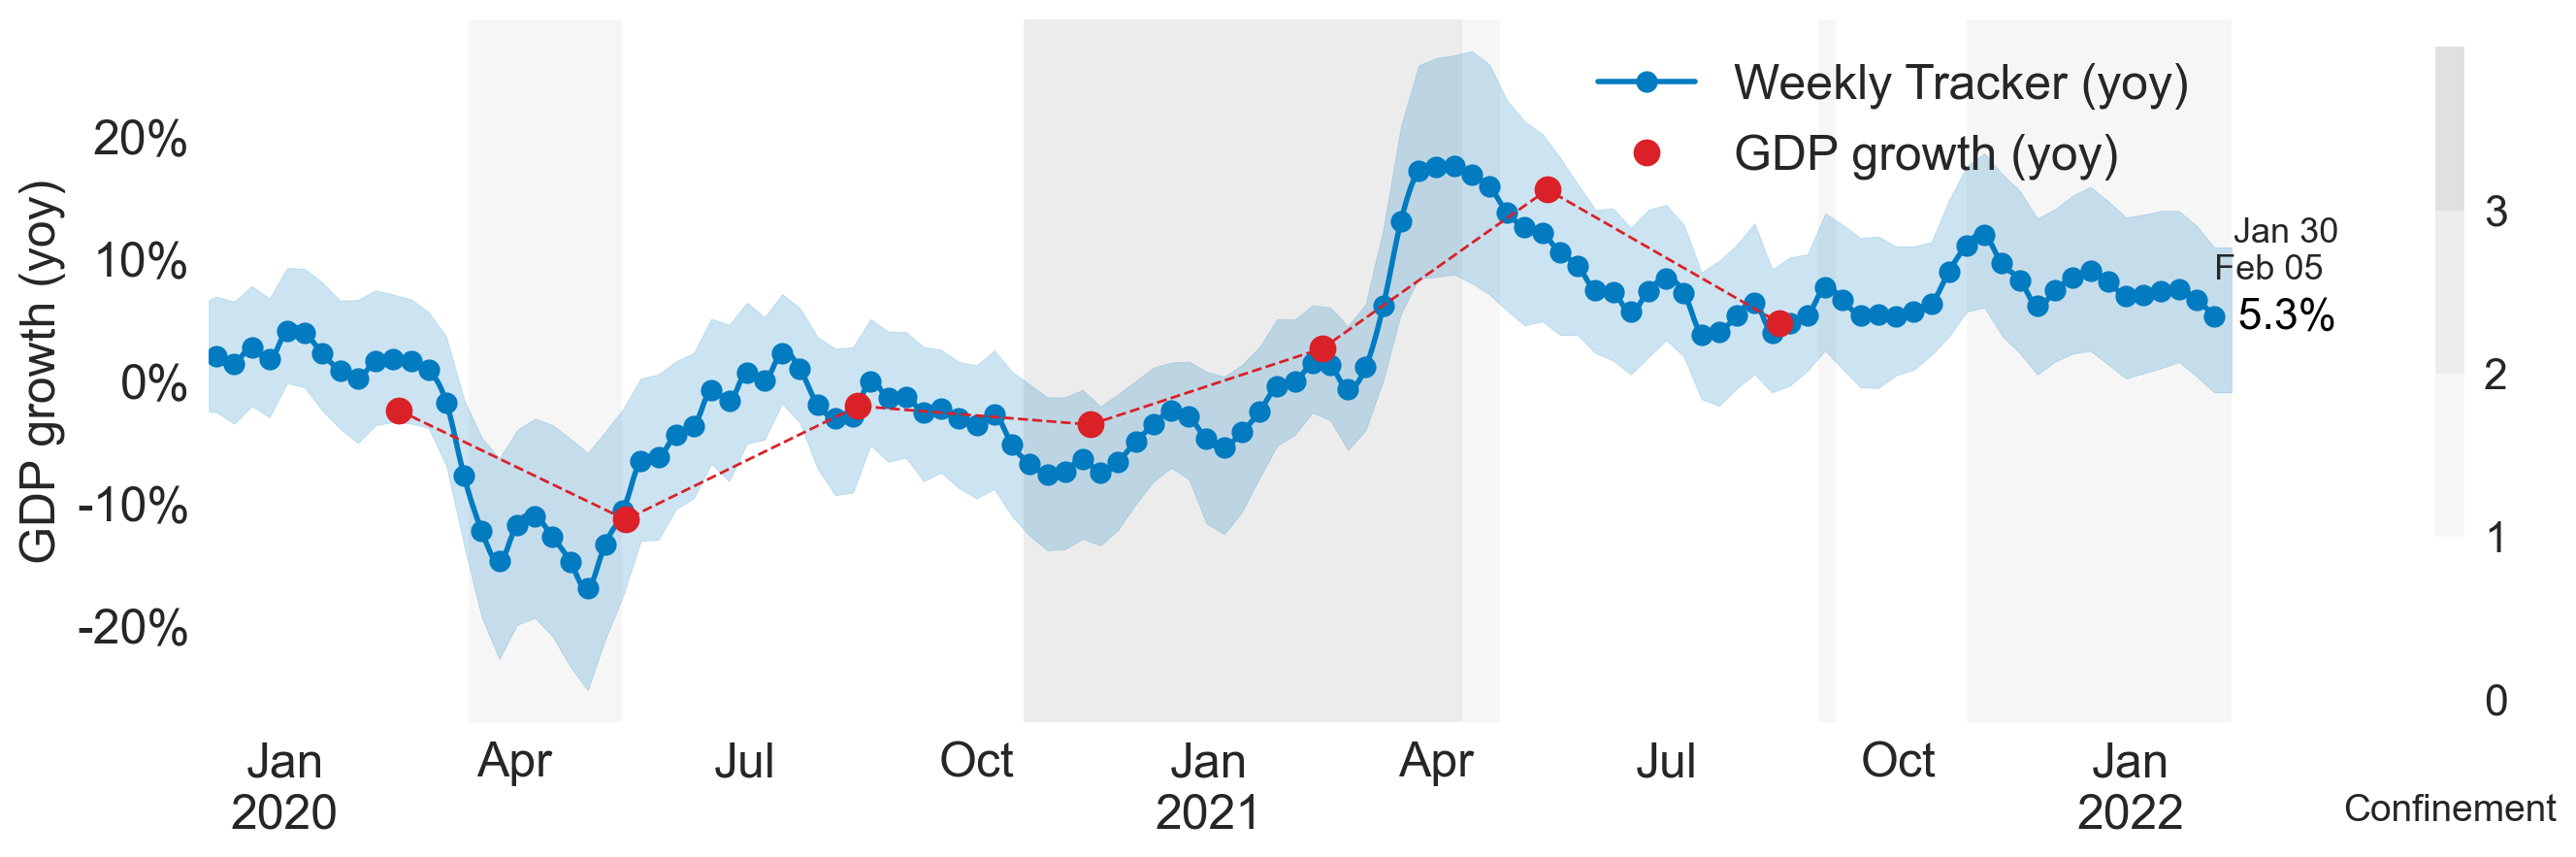 Weekly Tracker (yoy)
GDP growth (yoy)
GDP growth (yoy)
20%
10%
0%
-10%
-20%
Jan 30
Feb 05
5.3%
3
2
1
0
Jan Apr Jul Oct Jan Apr Jul Oct Jan
2020 2021 2022
Confinement